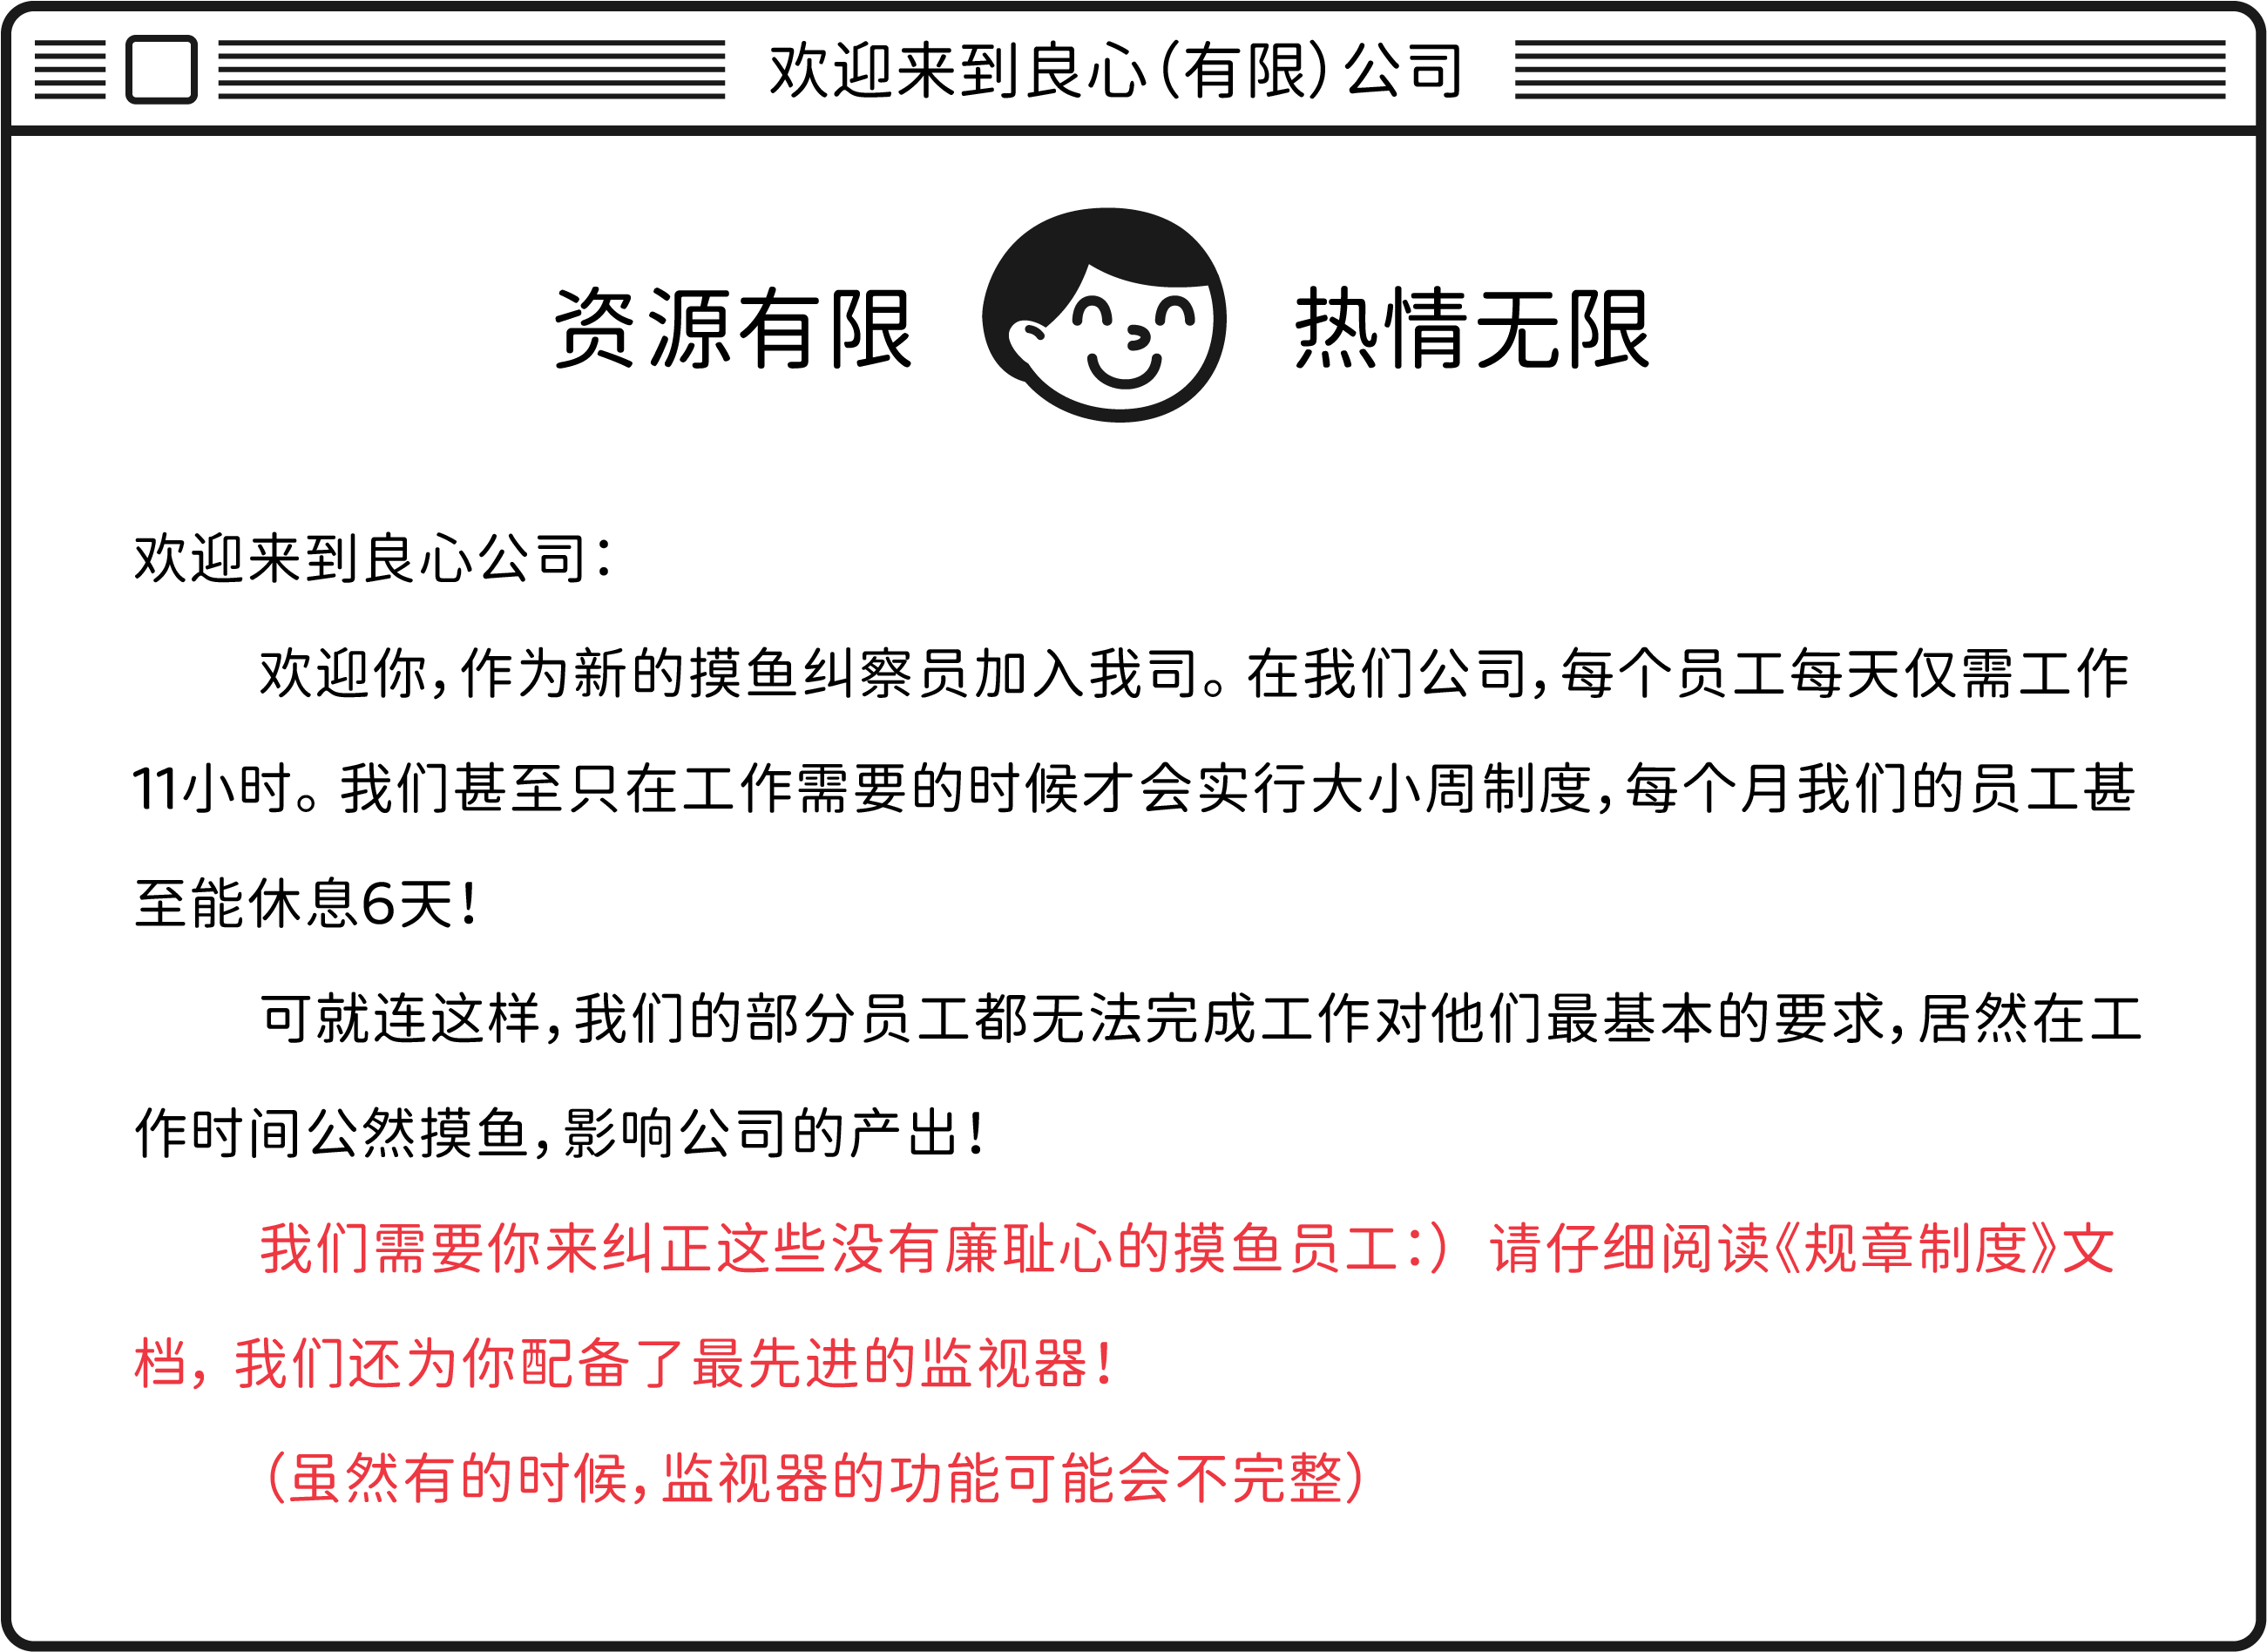 欢迎来到良心(有限)公司
资源有限 热情无限
欢迎来到良心公司：
欢迎你，作为新的摸鱼纠察员加入我司。在我们公司，每个员工每天仅需工作
11小时。我们甚至只在工作需要的时候才会实行大小周制度，每个月我们的员工甚
至能休息6天！
可就连这样，我们的部分员工都无法完成工作对他们最基本的要求，居然在工
作时间公然摸鱼，影响公司的产出！
我们需要你来纠正这些没有廉耻心的摸鱼员工：） 请仔细阅读《规章制度》文
档，我们还为你配备了最先进的监视器！
（虽然有的时候，监视器的功能可能会不完整）